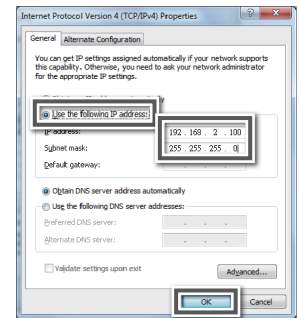 Internet Protocol Version 4 (TCP/IPv4) Properties
General Alternate Configuration
You can get IP settings assigned automatically if your network supports
this capability. Otherwise, you need to ask your network administrator
for the appropriate IP settings.
Use the following IP address:
IP address: 192 . 168 . 2 . 100
Subnet mask: 255 . 255 . 255 . 0
Default gateway: . . .
Obtain DNS server address automatically
Use the following DNS server addresses:
Preferred DNS server: . . .
Alternate DNS server: . . .
Validate settings upon exit
Advanced...
OK Cancel